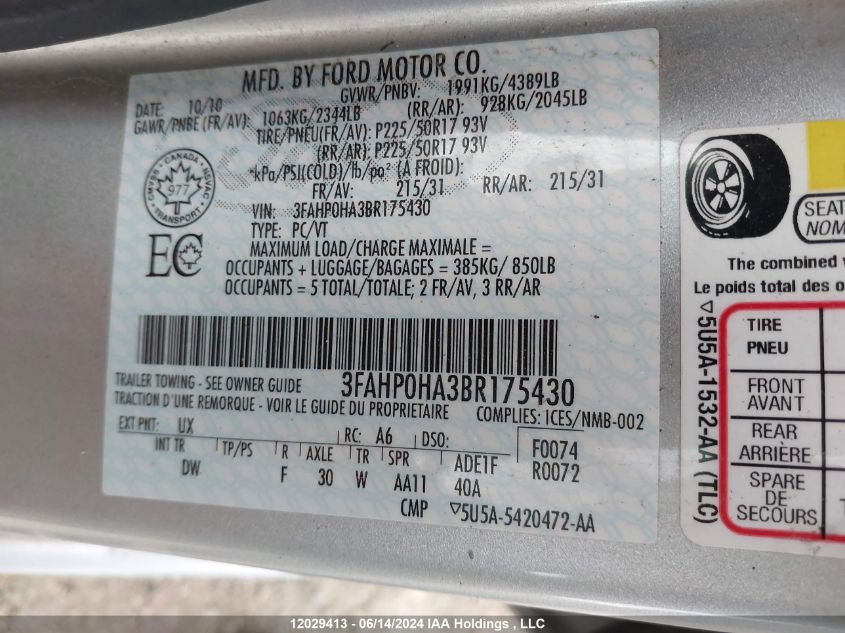 MFD. BY FORD MOTOR CO.
DATE: 10/10 GVWR/PNBV: 1991KG/4389LB
GAWR/PNBE (FR/AV): 1063KG/2344LB (RR/AR): 928KG/2045LB
TIRE/PNEU(FR/AV): P225/50R17 93V
(RR/AR): P225/50R17 93V
*kPa/PSI(COLD)/lb/po² (A FROID):
FR/AV: 215/31 RR/AR: 215/31
VIN: 3FAHP0HA3BR175430
TYPE: PC/VT
MAXIMUM LOAD/CHARGE MAXIMALE =
OCCUPANTS + LUGGAGE/BAGAGES = 385KG/ 850LB
OCCUPANTS = 5 TOTAL/TOTALE; 2 FR/AV, 3 RR/AR
CANADA
CMVSS NSVAC
977
TRANSPORT
EC
3FAHP0HA3BR175430
TRAILER TOWING - SEE OWNER GUIDE
TRACTION D'UNE REMORQUE - VOIR LE GUIDE DU PROPRIETAIRE
COMPLIES: ICES/NMB-002
EXT PNT: UX RC: A6 DSO: F0074
INT TR TP/PS R AXLE TR SPR ADE1F R0072
DW F 30 W AA11 40A
CMP ▽5U5A-5420472-AA
SEAT
NOM
The combined
Le poids total des o
TIRE
PNEU
FRONT
AVANT
REAR
ARRIÈRE
SPARE
DE
SECOURS
▽5U5A-1532-AA (TLC)
12029413 - 06/14/2024 IAA Holdings , LLC